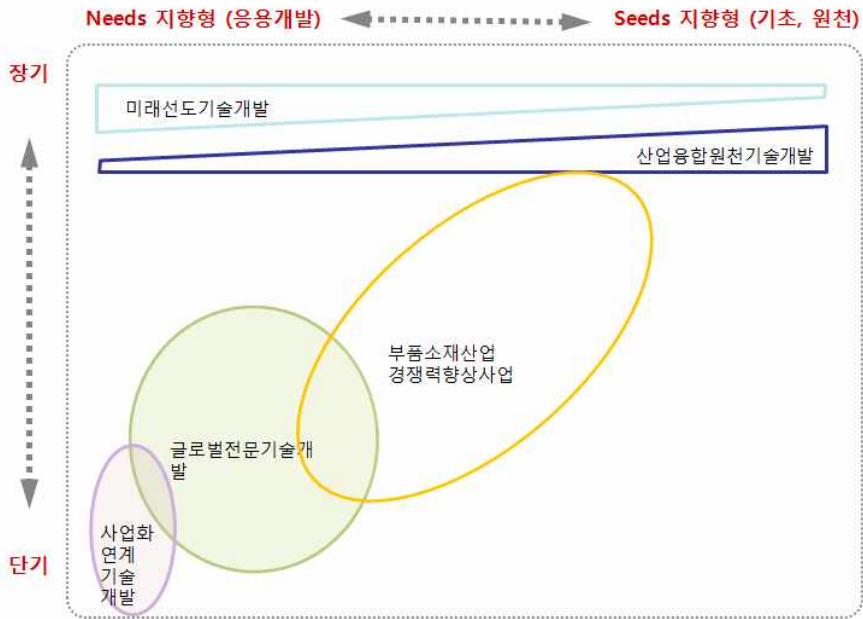 Needs 지향형 (응용개발)
Seeds 지향형 (기초, 원천)
장기
미래선도기술개발
산업융합원천기술개발
부품소재산업
경쟁력향상사업
글로벌전문기술개
발
사업화
연계
기술
개발
단기